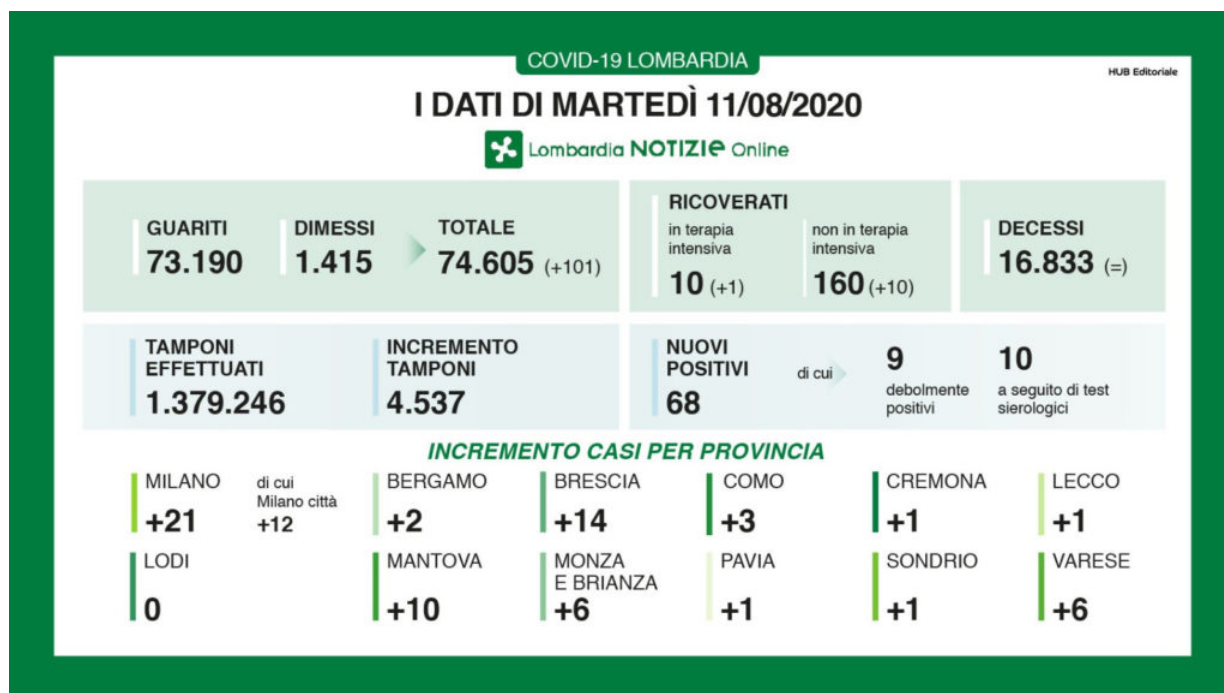 COVID-19 LOMBARDIA
HUB Editoriale
I DATI DI MARTEDÌ 11/08/2020
Lombardia NOTIZIe Online
GUARITI
73.190
DIMESSI
1.415
TOTALE
74.605 (+101)
RICOVERATI
in terapia
intensiva
10 (+1)
non in terapia
intensiva
160 (+10)
DECESSI
16.833 (=)
TAMPONI
EFFETTUATI
1.379.246
INCREMENTO
TAMPONI
4.537
NUOVI
POSITIVI
68
di cui
9
debolmente
positivi
10
a seguito di test
sierologici
INCREMENTO CASI PER PROVINCIA
MILANO
+21
di cui
Milano città
+12
BERGAMO
+2
BRESCIA
+14
COMO
+3
CREMONA
+1
LECCO
+1
LODI
0
MANTOVA
+10
MONZA
E BRIANZA
+6
PAVIA
+1
SONDRIO
+1
VARESE
+6